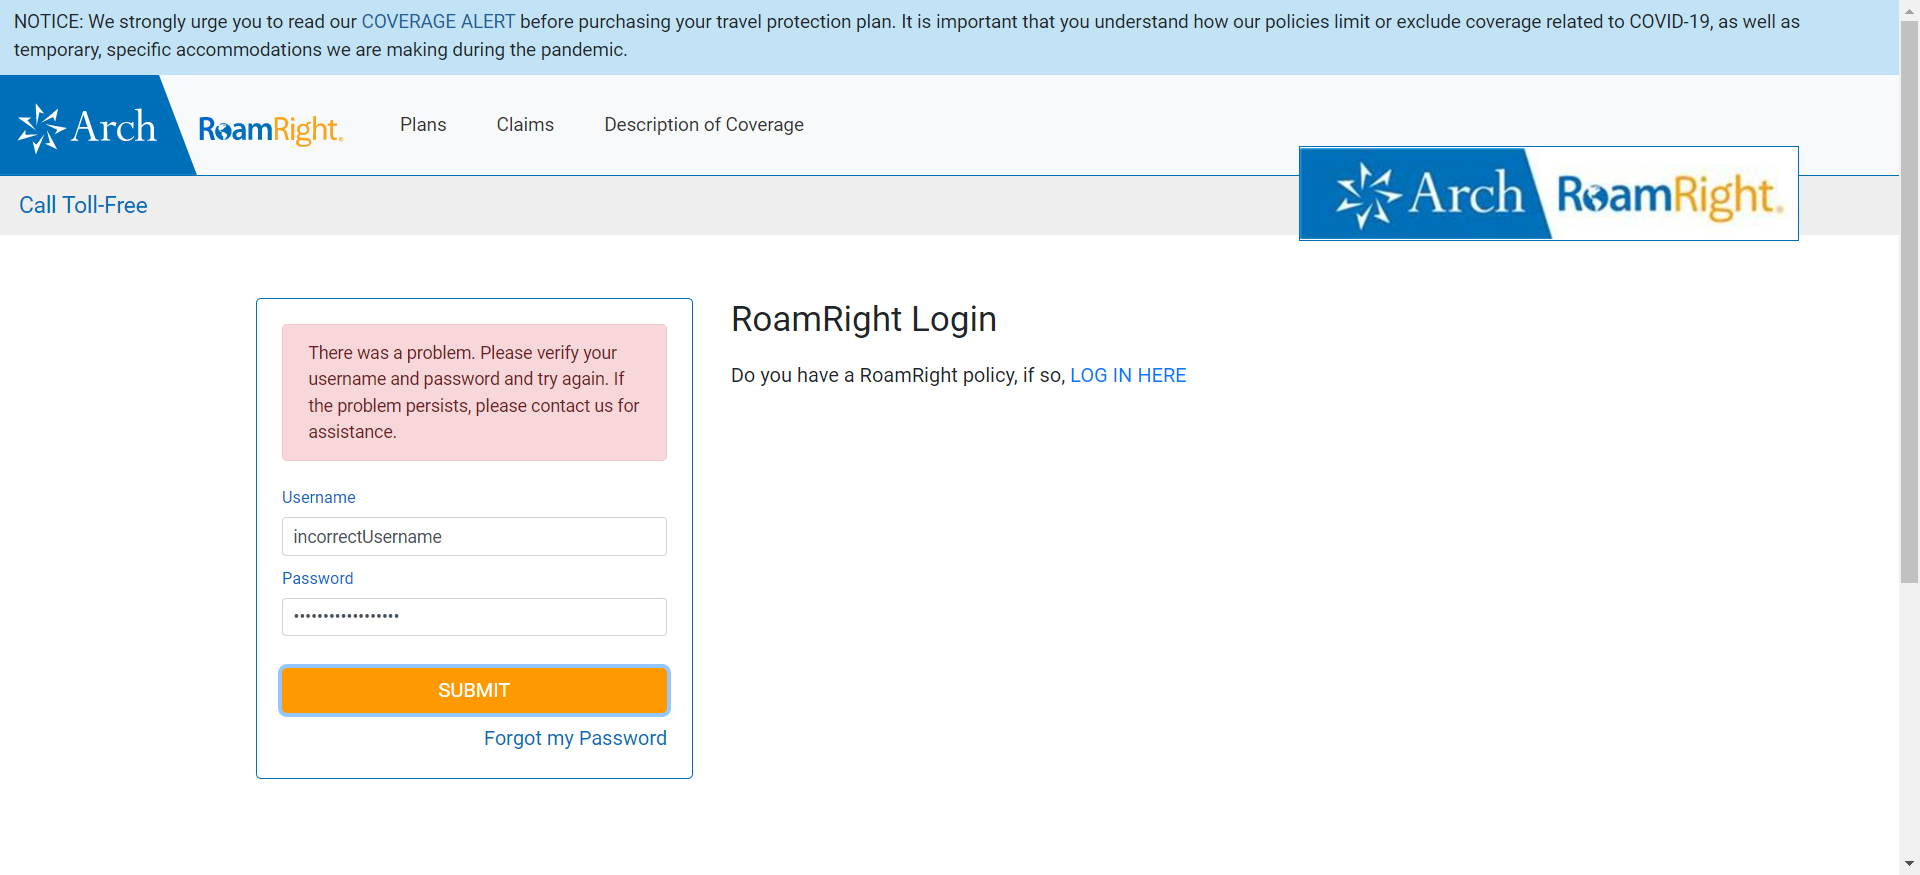 NOTICE: We strongly urge you to read our COVERAGE ALERT before purchasing your travel protection plan. It is important that you understand how our policies limit or exclude coverage related to COVID-19, as well as
temporary, specific accommodations we are making during the pandemic.
Arch RoamRight. Plans Claims Description of Coverage
Call Toll-Free
Arch RoamRight.
There was a problem. Please verify your
username and password and try again. If
the problem persists, please contact us for
assistance.
Username
incorrectUsername
Password
••••••••••••••••••
SUBMIT
Forgot my Password
RoamRight Login
Do you have a RoamRight policy, if so, LOG IN HERE